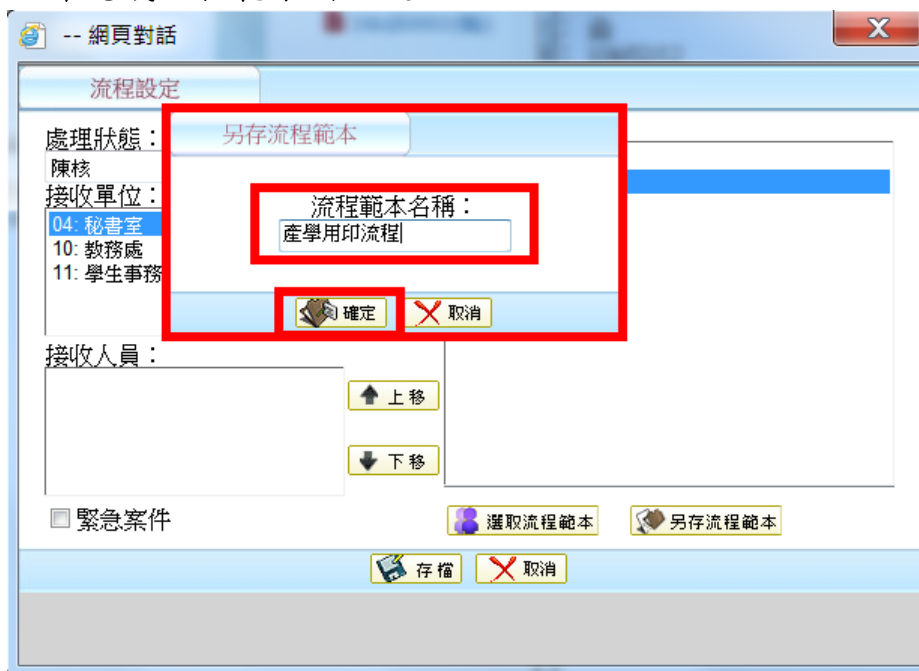 -- 網頁對話
流程設定
另存流程範本
處理狀態：
陳核
接收單位：
04: 秘書室
10: 教務處
11: 學生事務
流程範本名稱：
產學用印流程
確定
取消
接收人員：
上移
下移
緊急案件
選取流程範本
另存流程範本
存檔
取消